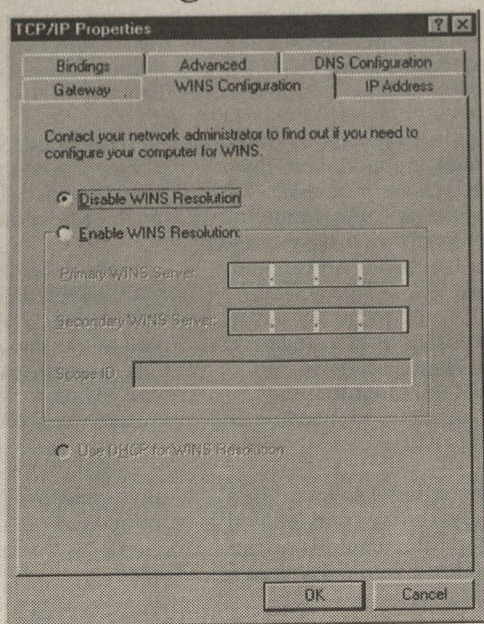 TCP/IP Properties
Bindings
Advanced
DNS Configuration
Gateway
WINS Configuration
IP Address
Contact your network administrator to find out if you need to
configure your computer for WINS.
Disable WINS Resolution
Enable WINS Resolution:
Primary WINS Server:
Secondary WINS Server:
Scope ID:
Use DHCP for WINS Resolution
OK
Cancel